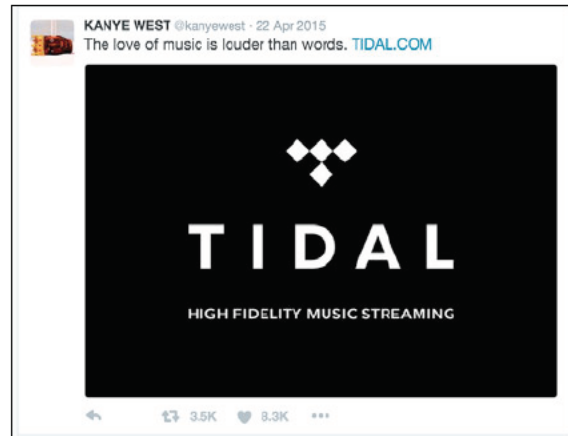 KANYE WEST @kanyewest · 22 Apr 2015
The love of music is louder than words. TIDAL.COM
TIDAL
HIGH FIDELITY MUSIC STREAMING
3.5K 8.3K